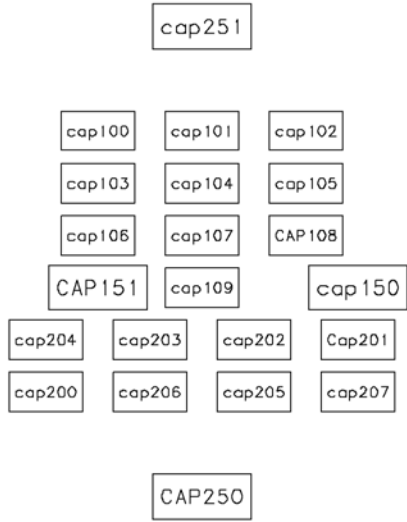 cap251
cap100 cap101 cap102
cap103 cap104 cap105
cap106 cap107 CAP108
CAP151 cap109 cap150
cap204 cap203 cap202 Cap201
cap200 cap206 cap205 cap207
CAP250